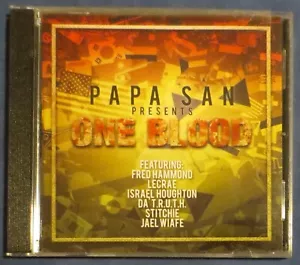 PAPA SAN
PRESENTS
ONE BLOOD
FEATURING:
FRED HAMMOND
LECRAE
ISRAEL HOUGHTON
DA T.R.U.T.H.
STITCHIE
JAEL WIAFE